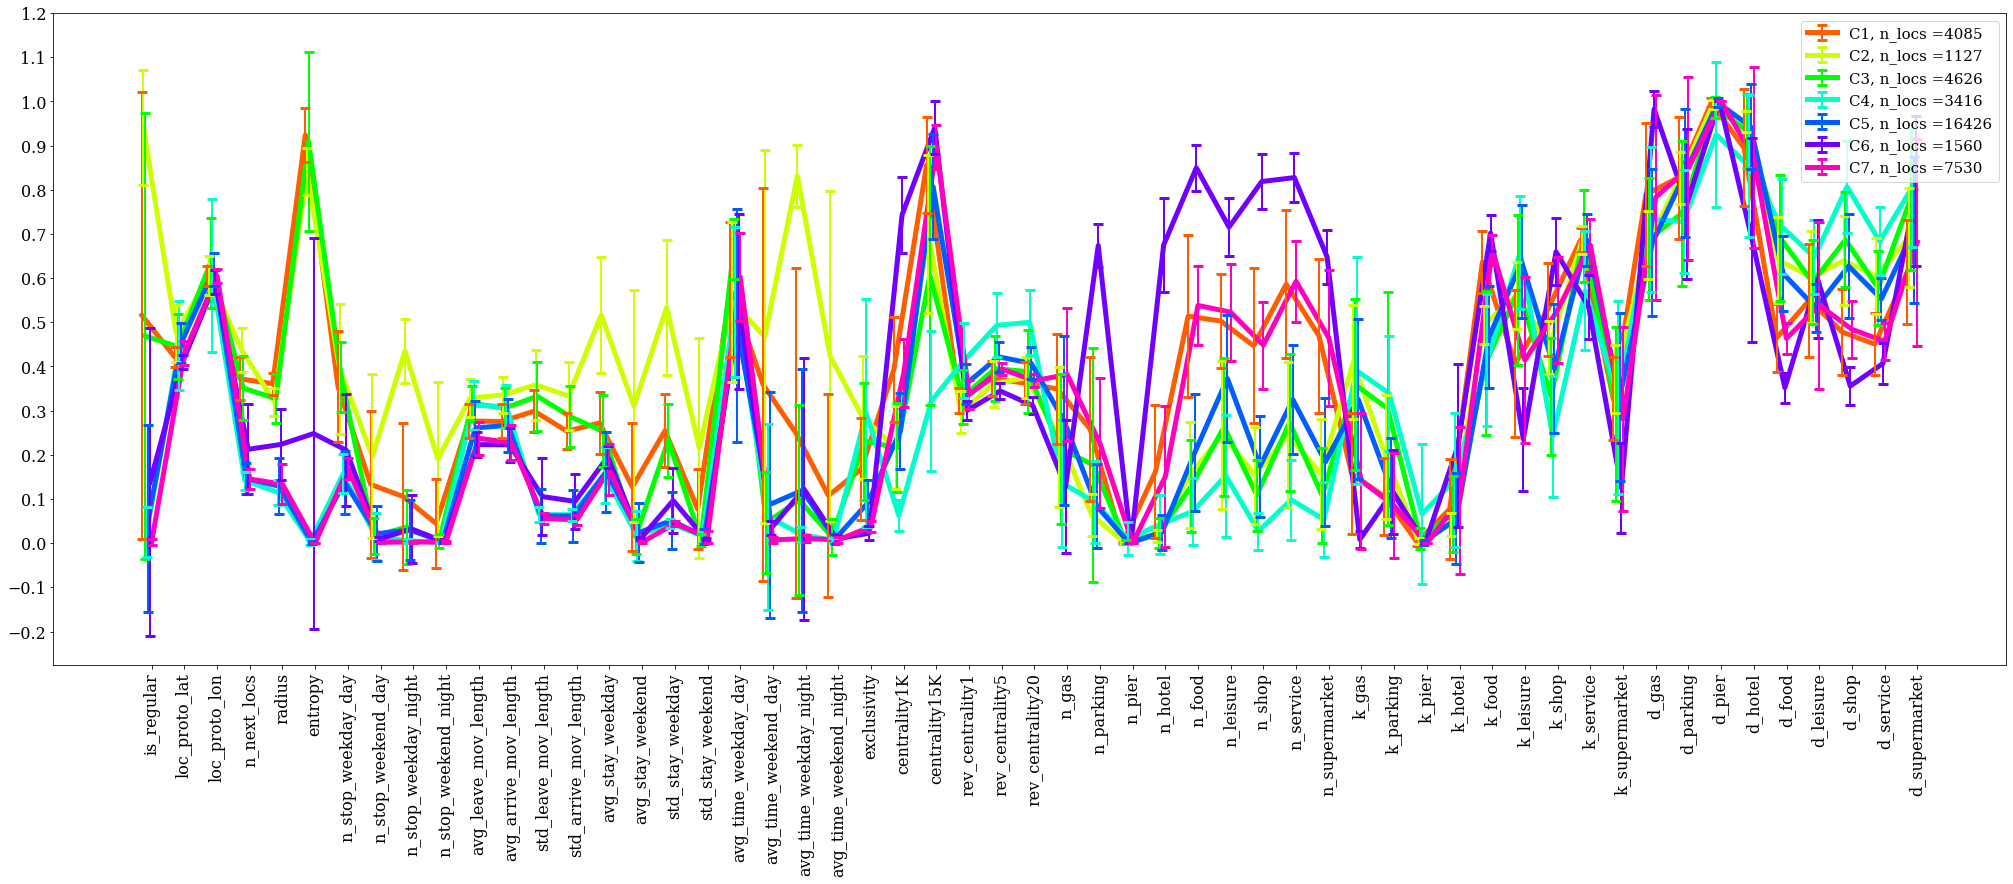 1.2
1.1
1.0
0.9
0.8
0.7
0.6
0.5
0.4
0.3
0.2
0.1
0.0
−0.1
−0.2
C1, n_locs =4085
C2, n_locs =1127
C3, n_locs =4626
C4, n_locs =3416
C5, n_locs =16426
C6, n_locs =1560
C7, n_locs =7530
is_regular
loc_proto_lat
loc_proto_lon
n_next_locs
radius
entropy
n_stop_weekday_day
n_stop_weekend_day
n_stop_weekday_night
n_stop_weekend_night
avg_leave_mov_length
avg_arrive_mov_length
std_leave_mov_length
std_arrive_mov_length
avg_stay_weekday
avg_stay_weekend
std_stay_weekday
std_stay_weekend
avg_time_weekday_day
avg_time_weekend_day
avg_time_weekday_night
avg_time_weekend_night
exclusivity
centrality1K
centrality15K
rev_centrality1
rev_centrality5
rev_centrality20
n_gas
n_parking
n_pier
n_hotel
n_food
n_leisure
n_shop
n_service
n_supermarket
k_gas
k_parking
k_pier
k_hotel
k_food
k_leisure
k_shop
k_service
k_supermarket
d_gas
d_parking
d_pier
d_hotel
d_food
d_leisure
d_shop
d_service
d_supermarket